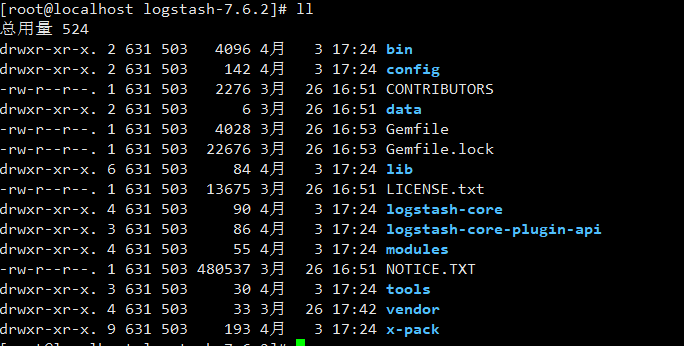 [root@localhost logstash-7.6.2]# ll
总用量 524
drwxr-xr-x. 2 631 503   4096 4月   3 17:24 bin
drwxr-xr-x. 2 631 503    142 4月   3 17:24 config
-rw-r--r--. 1 631 503   2276 3月  26 16:51 CONTRIBUTORS
drwxr-xr-x. 2 631 503      6 3月  26 16:51 data
-rw-r--r--. 1 631 503   4028 3月  26 16:53 Gemfile
-rw-r--r--. 1 631 503  22676 3月  26 16:53 Gemfile.lock
drwxr-xr-x. 6 631 503     84 4月   3 17:24 lib
-rw-r--r--. 1 631 503  13675 3月  26 16:51 LICENSE.txt
drwxr-xr-x. 4 631 503     90 4月   3 17:24 logstash-core
drwxr-xr-x. 3 631 503     86 4月   3 17:24 logstash-core-plugin-api
drwxr-xr-x. 4 631 503     55 4月   3 17:24 modules
-rw-r--r--. 1 631 503 480537 3月  26 16:51 NOTICE.TXT
drwxr-xr-x. 3 631 503     30 4月   3 17:24 tools
drwxr-xr-x. 4 631 503     33 3月  26 17:42 vendor
drwxr-xr-x. 9 631 503    193 4月   3 17:24 x-pack
[root@localhost logstash-7.6.2]#